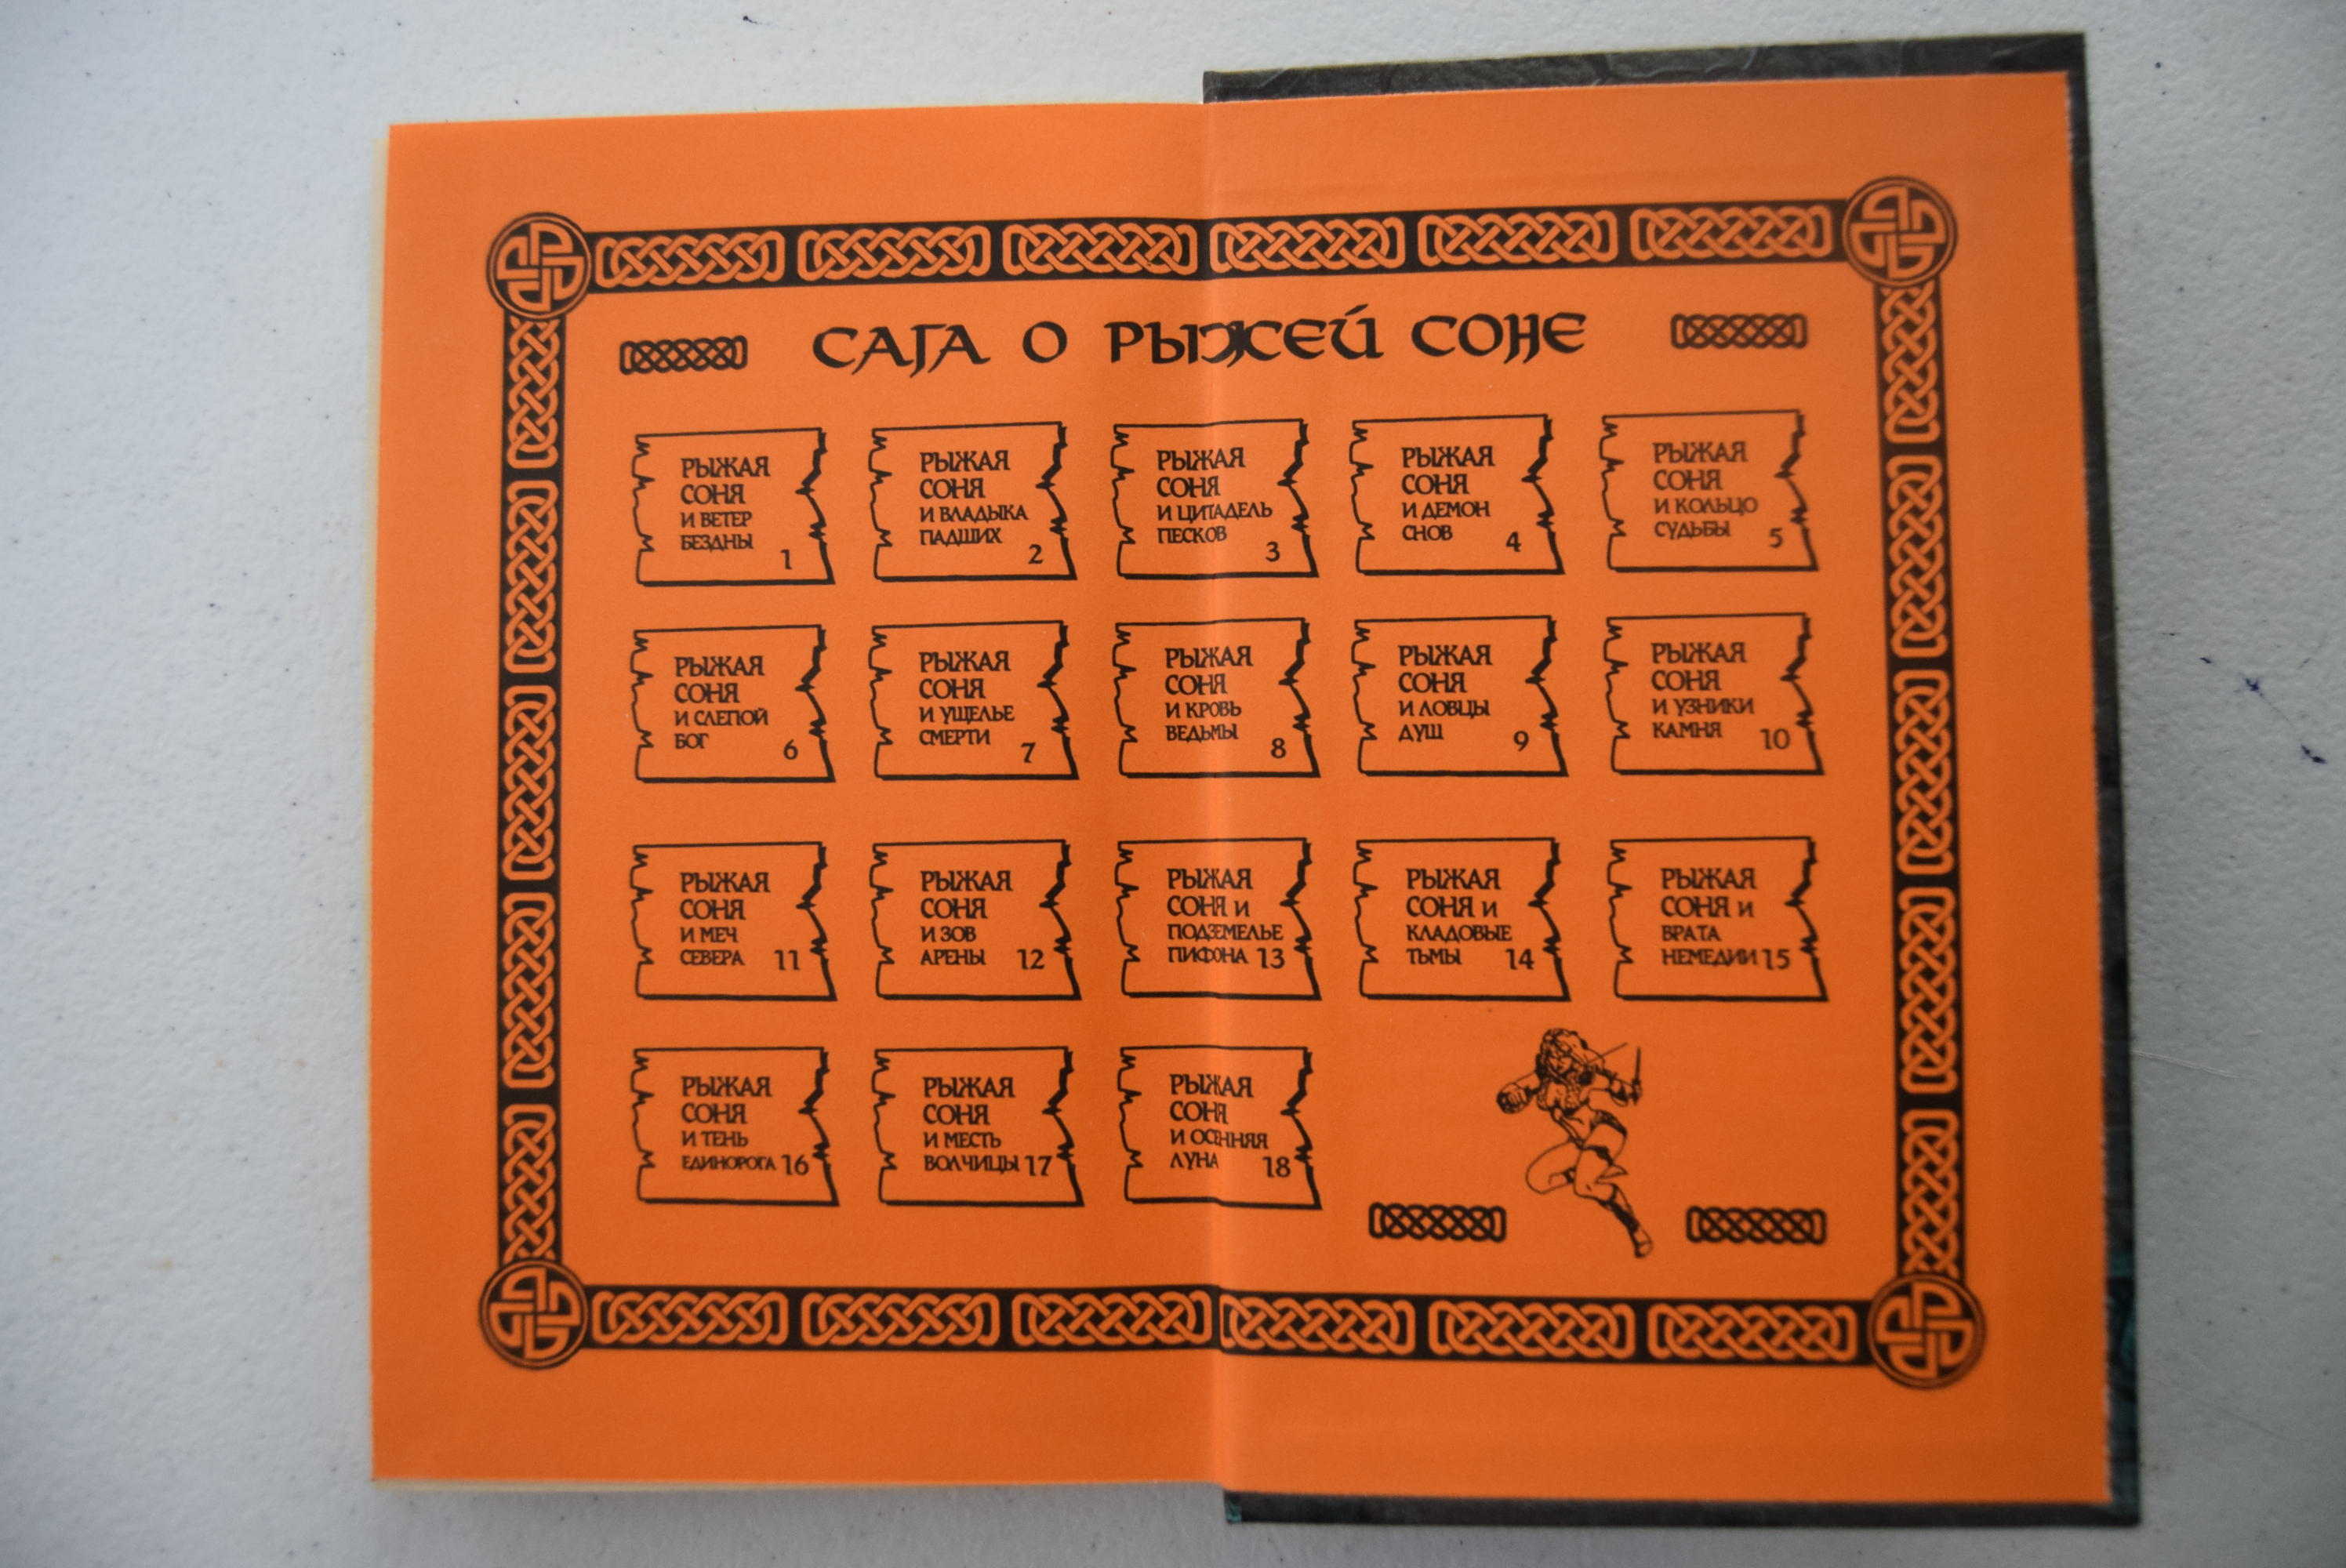 САГА О РЫЖЕЙ СОНЕ
РЫЖАЯ
СОНЯ
И ВЕТЕР
БЕЗДНЫ 1
РЫЖАЯ
СОНЯ
И ВЛАДЫКА
ПАДШИХ 2
РЫЖАЯ
СОНЯ
И ЦИТАДЕЛЬ
ПЕСКОВ 3
РЫЖАЯ
СОНЯ
И ДЕМОН
СНОВ 4
РЫЖАЯ
СОНЯ
И КОЛЬЦО
СУДЬБЫ 5
РЫЖАЯ
СОНЯ
И СЛЕПОЙ
БОГ 6
РЫЖАЯ
СОНЯ
И УЩЕЛЬЕ
СМЕРТИ 7
РЫЖАЯ
СОНЯ
И КРОВЬ
ВЕДЬМЫ 8
РЫЖАЯ
СОНЯ
И ЛОВЦЫ
ДУШ 9
РЫЖАЯ
СОНЯ
И УЗНИКИ
КАМНЯ 10
РЫЖАЯ
СОНЯ
И МЕЧ
СЕВЕРА 11
РЫЖАЯ
СОНЯ
И ЗОВ
АРЕНЫ 12
РЫЖАЯ
СОНЯ И
ПОДЗЕМЕЛЬЕ
ПИФОНА 13
РЫЖАЯ
СОНЯ И
КЛАДОВЫЕ
ТЬМЫ 14
РЫЖАЯ
СОНЯ И
ВРАТА
НЕМЕДИИ 15
РЫЖАЯ
СОНЯ
И ТЕНЬ
ЕДИНОРОГА 16
РЫЖАЯ
СОНЯ
И МЕСТЬ
ВОЛЧИЦЫ 17
РЫЖАЯ
СОНЯ
И ОСЕННЯЯ
ЛУНА 18